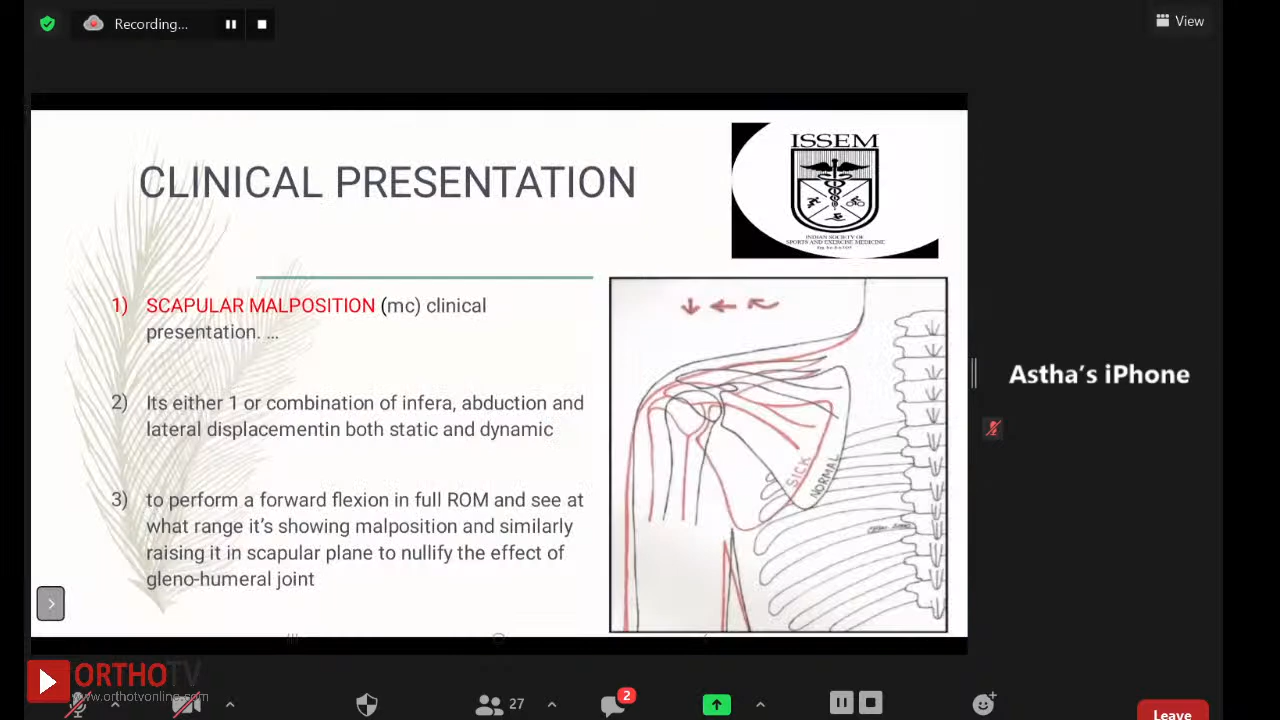 Recording...
View
CLINICAL PRESENTATION
ISSEM
INDIAN SOCIETY OF
SPORTS AND EXERCISE MEDICINE
1) SCAPULAR MALPOSITION (mc) clinical
presentation. ...
2) Its either 1 or combination of infera, abduction and
lateral displacementin both static and dynamic
3) to perform a forward flexion in full ROM and see at
what range it’s showing malposition and similarly
raising it in scapular plane to nullify the effect of
gleno-humeral joint
SICK
NORMAL
Astha’s iPhone
ORTHOTV
www.orthotvonline.com
27
2
Leave